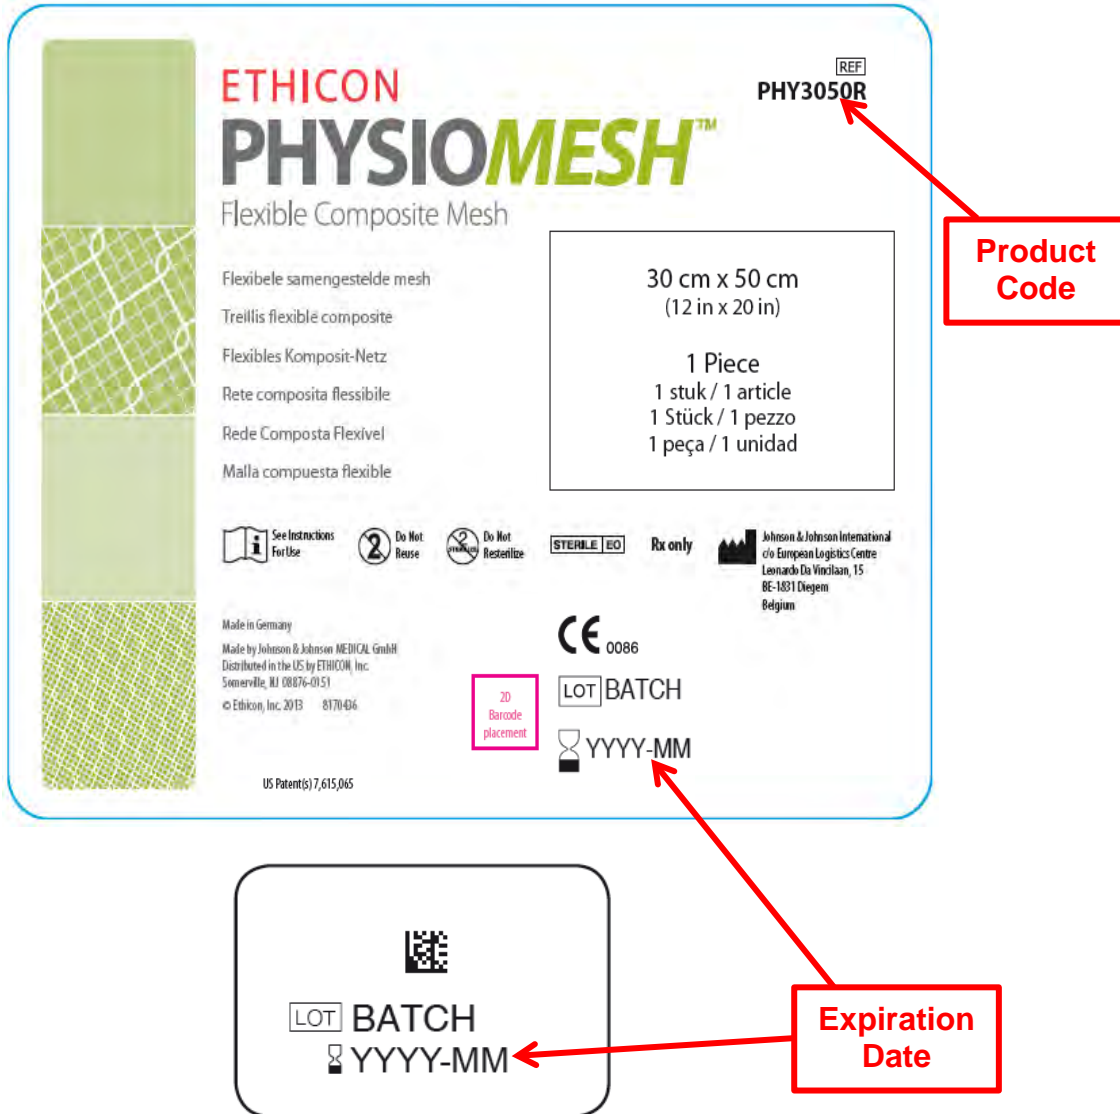 ETHICON
PHYSIOMESH™
Flexible Composite Mesh
REF
PHY3050R
Product
Code
Flexibele samengestelde mesh
Treillis flexible composite
Flexibles Komposit-Netz
Rete composita flessibile
Rede Composta Flexível
Malla compuesta flexible
30 cm x 50 cm
(12 in x 20 in)
1 Piece
1 stuk / 1 article
1 Stück / 1 pezzo
1 peça / 1 unidad
i
See Instructions
For Use
2
Do Not
Reuse
2
STERILIZE
Do Not
Resterilize
STERILE EO
Rx only
Johnson & Johnson International
c/o European Logistics Centre
Leonardo Da Vincilaan, 15
BE-1831 Diegem
Belgium
Made in Germany
Made by Johnson & Johnson MEDICAL GmbH
Distributed in the US by ETHICON, Inc.
Somerville, NJ 08876-0151
© Ethicon, Inc. 2013 8170436
US Patent(s) 7,615,065
2D
Barcode
placement
CE 0086
LOT BATCH
YYYY-MM
LOT BATCH
YYYY-MM
Expiration
Date